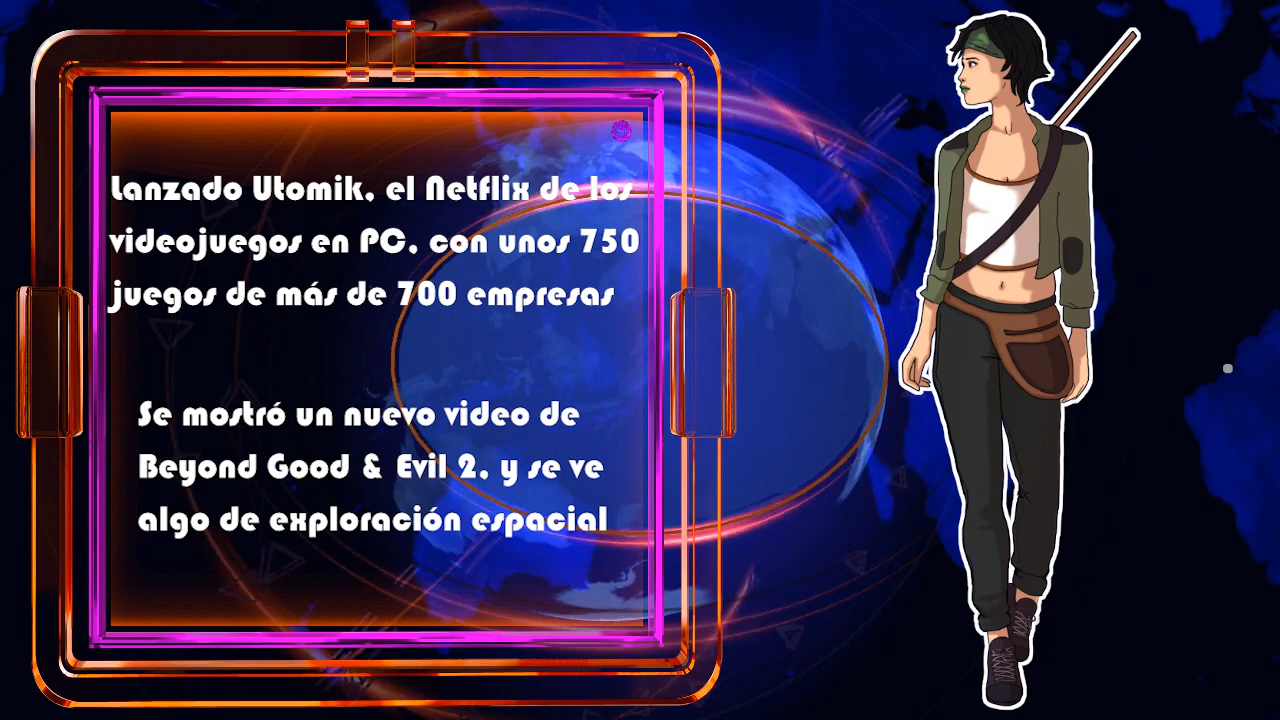 Lanzado Utomik, el Netflix de los
videojuegos en PC, con unos 750
juegos de más de 700 empresas
Se mostró un nuevo video de
Beyond Good & Evil 2, y se ve
algo de exploración espacial